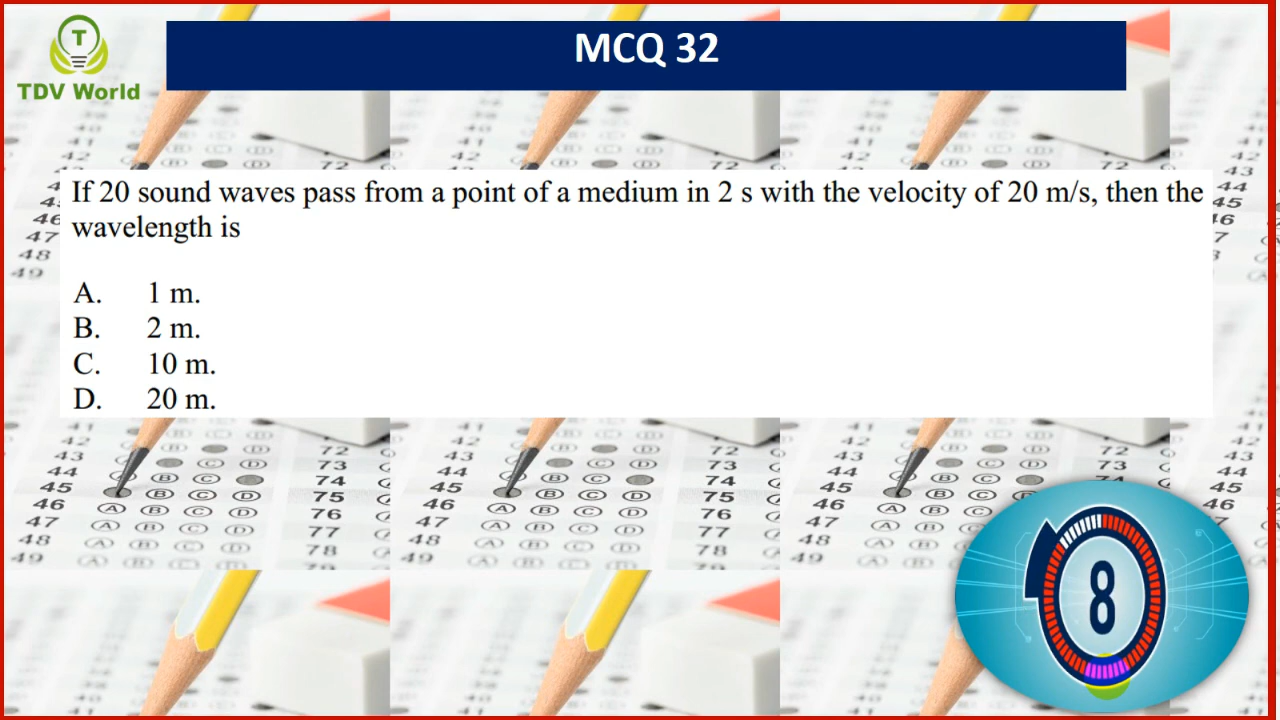 T
TDV World
MCQ 32
If 20 sound waves pass from a point of a medium in 2 s with the velocity of 20 m/s, then the
wavelength is
A. 1 m.
B. 2 m.
C. 10 m.
D. 20 m.
8